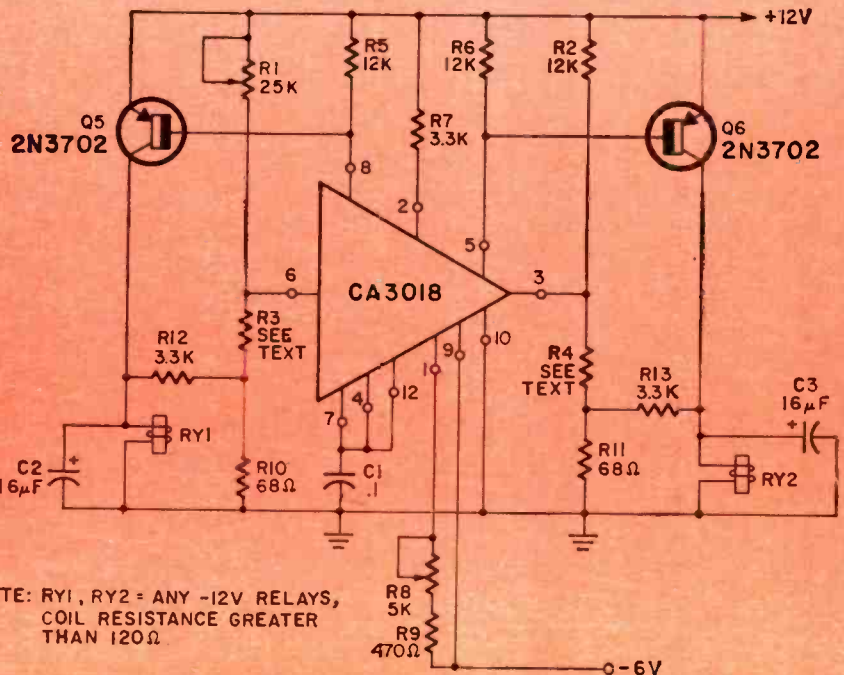 +12V
R1
25K
R5
12K
R6
12K
R2
12K
R7
3.3K
Q5
2N3702
Q6
2N3702
8
2
5
6
CA3018
3
10
9
1
12
4
7
R3
SEE
TEXT
R12
3.3K
R4
SEE
TEXT
R13
3.3K
C3
16µF
+
C2
16µF
+
RY1
R10
68Ω
C1
.1
R11
68Ω
RY2
R8
5K
R9
470Ω
-6V
TE: RY1, RY2 = ANY -12V RELAYS,
COIL RESISTANCE GREATER
THAN 120Ω